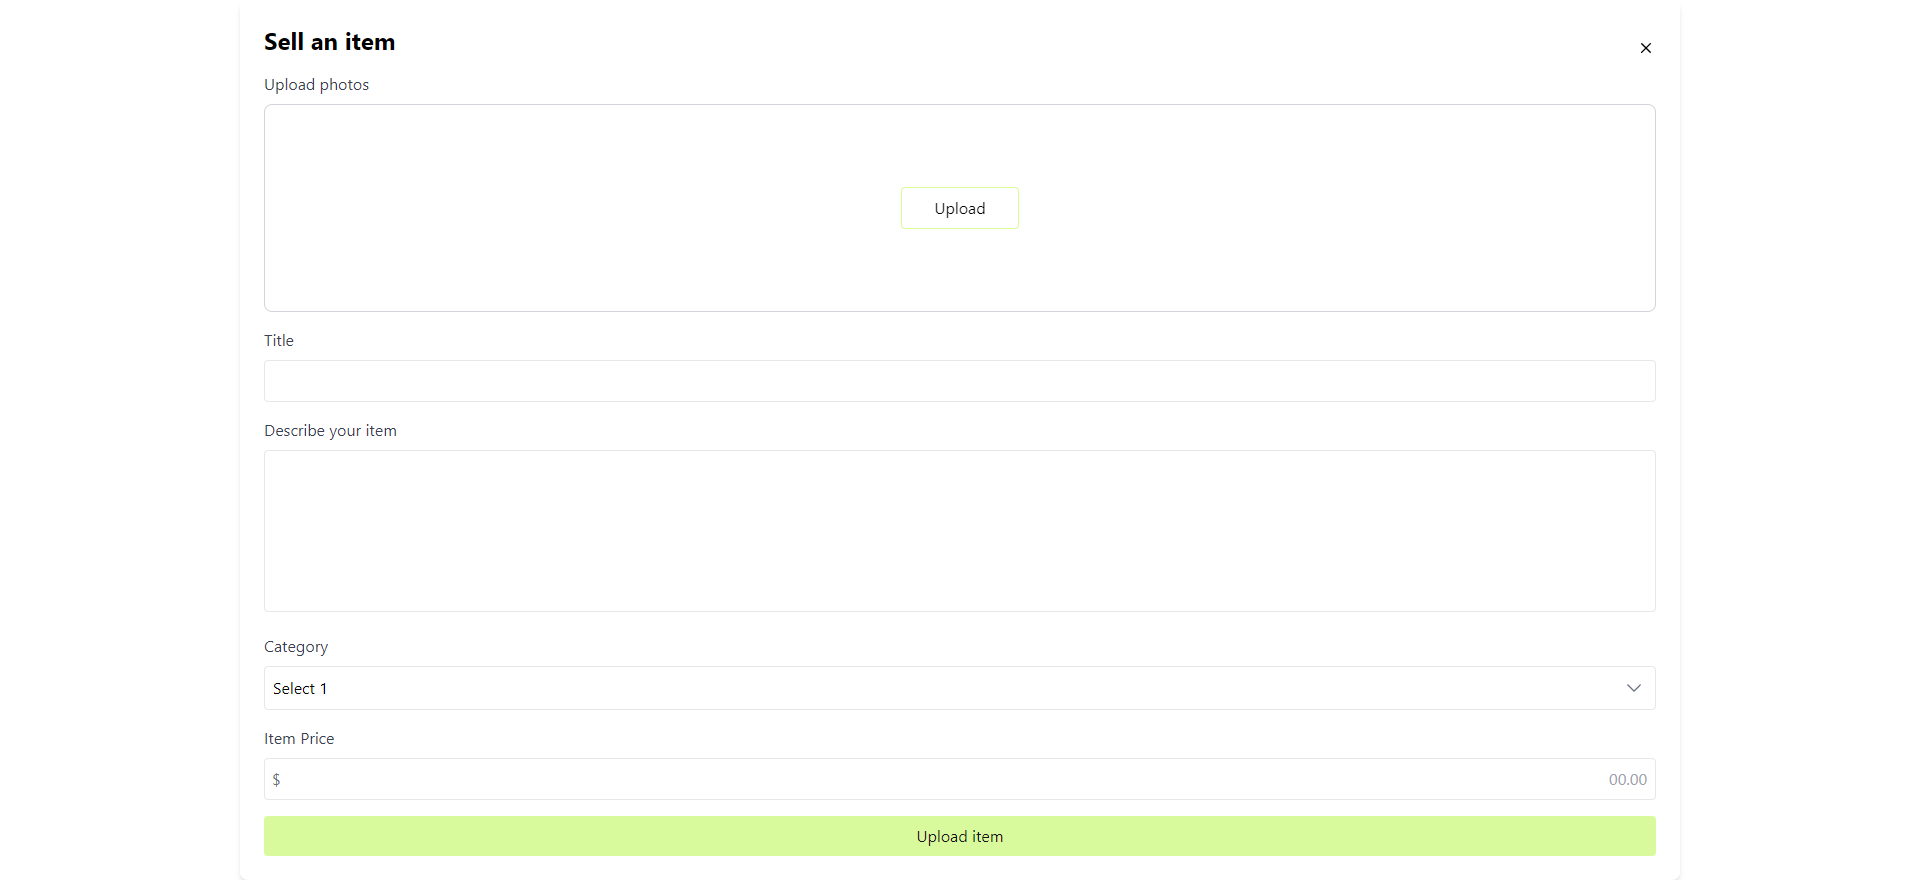 Sell an item
Upload photos
Upload
Title
Describe your item
Category
Select 1
Item Price
$ 00.00
Upload item